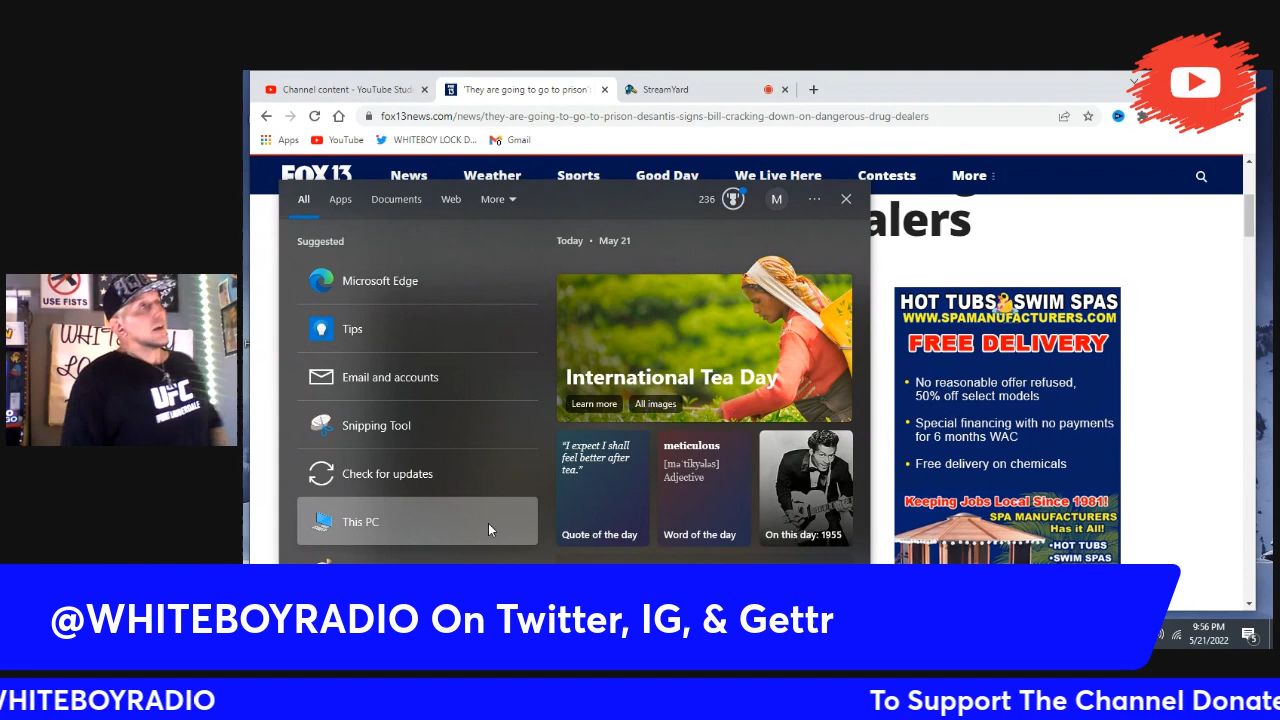 Channel content - YouTube Stud
'They are going to go to prison'
StreamYard
fox13news.com/news/they-are-going-to-go-to-prison-desantis-signs-bill-cracking-down-on-dangerous-drug-dealers
Apps
YouTube
WHITEBOY LOCK D...
Gmail
FOX 13
News
Weather
Sports
Good Day
We Live Here
Contests
More
alers
All
Apps
Documents
Web
More
236
M
Suggested
Microsoft Edge
Tips
Email and accounts
Snipping Tool
Check for updates
This PC
Today • May 21
International Tea Day
Learn more
All images
"I expect I shall
feel better after
tea."
Quote of the day
meticulous
[məˈtikyələs]
Adjective
Word of the day
On this day: 1955
HOT TUBS & SWIM SPAS
WWW.SPAMANUFACTURERS.COM
FREE DELIVERY
• No reasonable offer refused,
50% off select models
• Special financing with no payments
for 6 months WAC
• Free delivery on chemicals
Keeping Jobs Local Since 1981!
SPA MANUFACTURERS
Has it All!
•HOT TUBS
•SWIM SPAS
USE FISTS
UFC
FORT LAUDERDALE
9:56 PM
5/21/2022
5
@WHITEBOYRADIO On Twitter, IG, & Gettr
WHITEBOYRADIO
To Support The Channel Donate